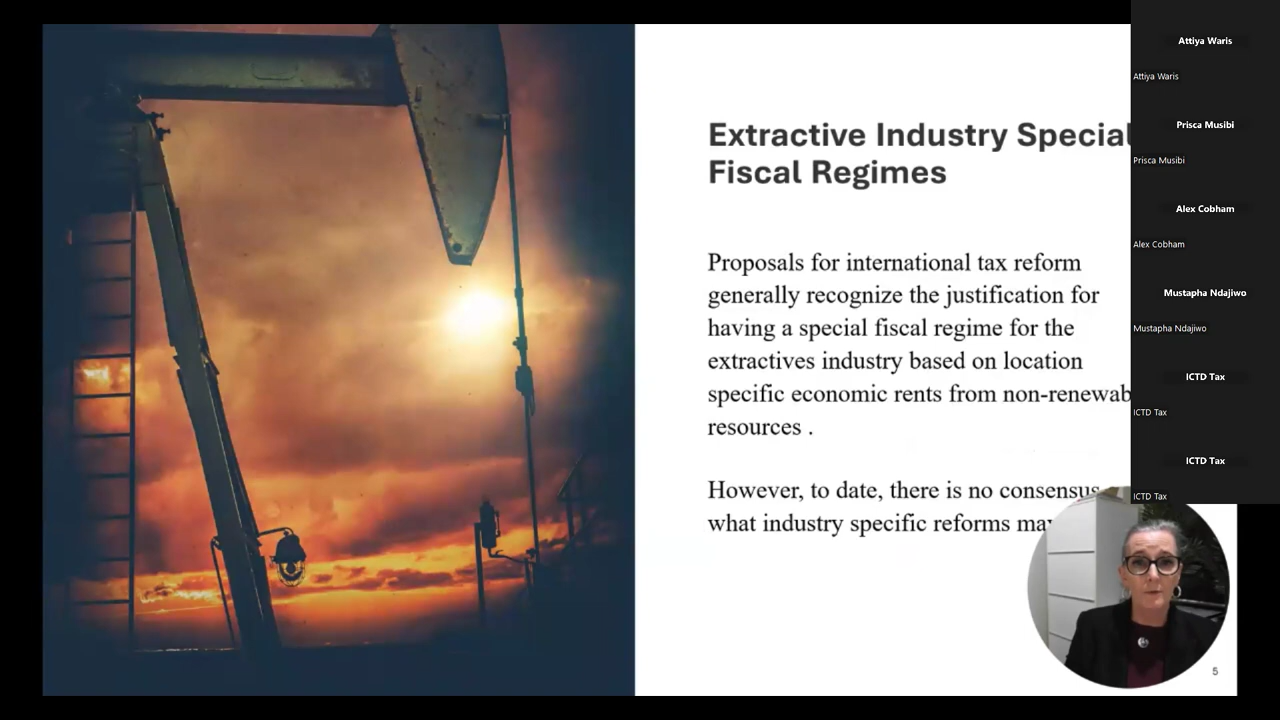 Extractive Industry Special
Fiscal Regimes
Proposals for international tax reform
generally recognize the justification for
having a special fiscal regime for the
extractives industry based on location
specific economic rents from
resources .
However, to date, there is no consensus
what industry specific reforms
5
Attiya Waris
Attiya Waris
Prisca Musibi
Prisca Musibi
Alex Cobham
Alex Cobham
Mustapha Ndajiwo
Mustapha Ndajiwo
ICTD Tax
ICTD Tax
ICTD Tax
ICTD Tax